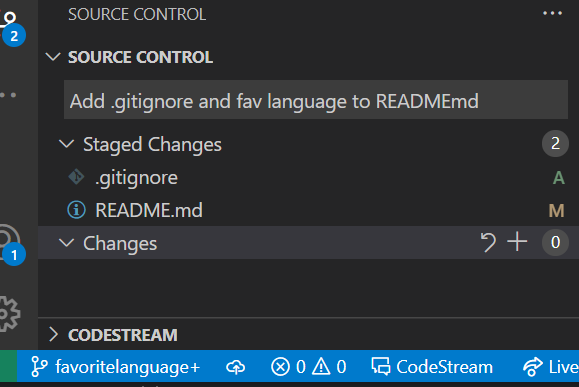 SOURCE CONTROL
2
SOURCE CONTROL
Add .gitignore and fav language to READMEmd
Staged Changes 2
.gitignore A
README.md M
Changes 0
1
CODESTREAM
favoritelanguage+ 0 0 CodeStream Live